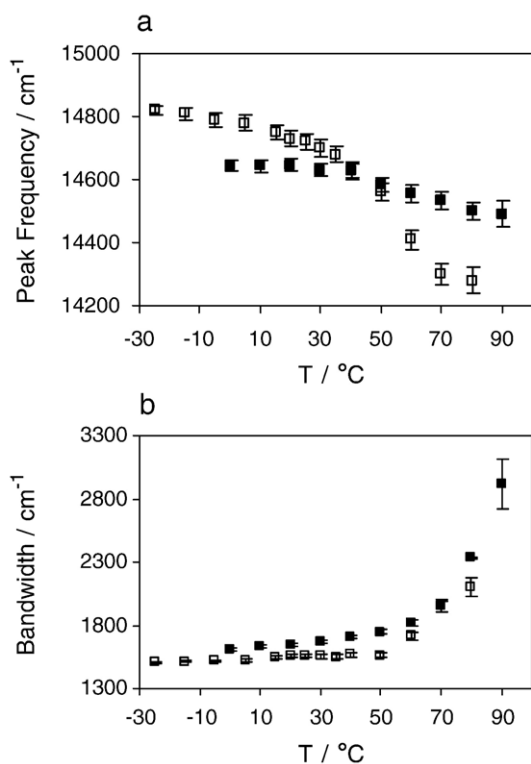 a
15000
14800
14600
14400
14200
Peak Frequency / cm⁻¹
-30 -10 10 30 50 70 90
T / °C
b
3300
2800
2300
1800
1300
Bandwidth / cm⁻¹
-30 -10 10 30 50 70 90
T / °C